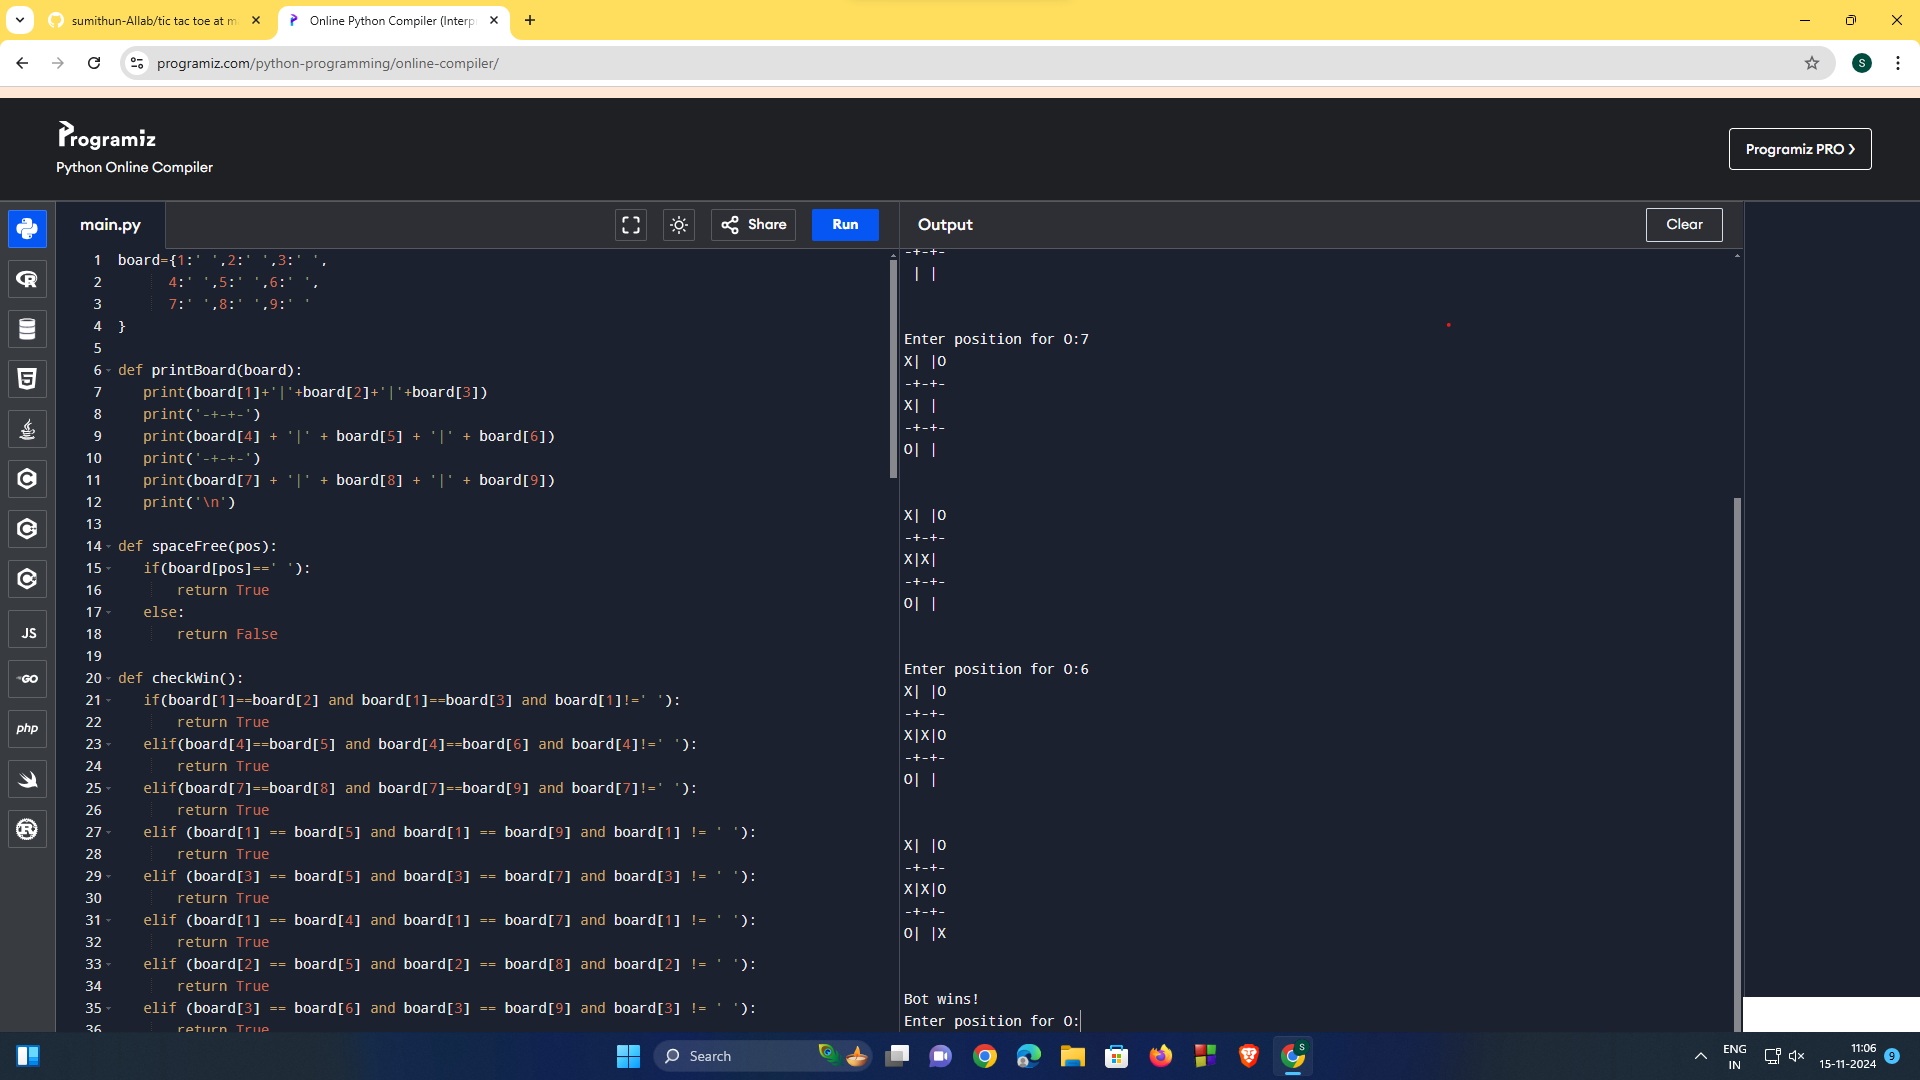 sumithun-Allab/tic tac toe at m
Online Python Compiler (Interp
programiz.com/python-programming/online-compiler/
S
Programiz
Python Online Compiler
Programiz PRO ❯
main.py
Share
Run
Output
Clear
1 board={1:' ',2:' ',3:' ',
2       4:' ',5:' ',6:' ',
3       7:' ',8:' ',9:' '
4 }
5
6 def printBoard(board):
7    print(board[1]+'|'+board[2]+'|'+board[3])
8    print('-+-+-')
9    print(board[4] + '|' + board[5] + '|' + board[6])
10    print('-+-+-')
11    print(board[7] + '|' + board[8] + '|' + board[9])
12    print('\n')
13
14 def spaceFree(pos):
15    if(board[pos]==' '):
16        return True
17    else:
18        return False
19
20 def checkWin():
21    if(board[1]==board[2] and board[1]==board[3] and board[1]!=' '):
22        return True
23    elif(board[4]==board[5] and board[4]==board[6] and board[4]!=' '):
24        return True
25    elif(board[7]==board[8] and board[7]==board[9] and board[7]!=' '):
26        return True
27    elif (board[1] == board[5] and board[1] == board[9] and board[1] != ' '):
28        return True
29    elif (board[3] == board[5] and board[3] == board[7] and board[3] != ' '):
30        return True
31    elif (board[1] == board[4] and board[1] == board[7] and board[1] != ' '):
32        return True
33    elif (board[2] == board[5] and board[2] == board[8] and board[2] != ' '):
34        return True
35    elif (board[3] == board[6] and board[3] == board[9] and board[3] != ' '):
36        return True
-+-+-
 | |
Enter position for O:7
X| |O
-+-+-
X| |
-+-+-
O| |
X| |O
-+-+-
X|X|
-+-+-
O| |
Enter position for O:6
X| |O
-+-+-
X|X|O
-+-+-
O| |
X| |O
-+-+-
X|X|O
-+-+-
O| |X
Bot wins!
Enter position for O:
JS
GO
php
Search
S
ENG
IN
11:06
15-11-2024
9